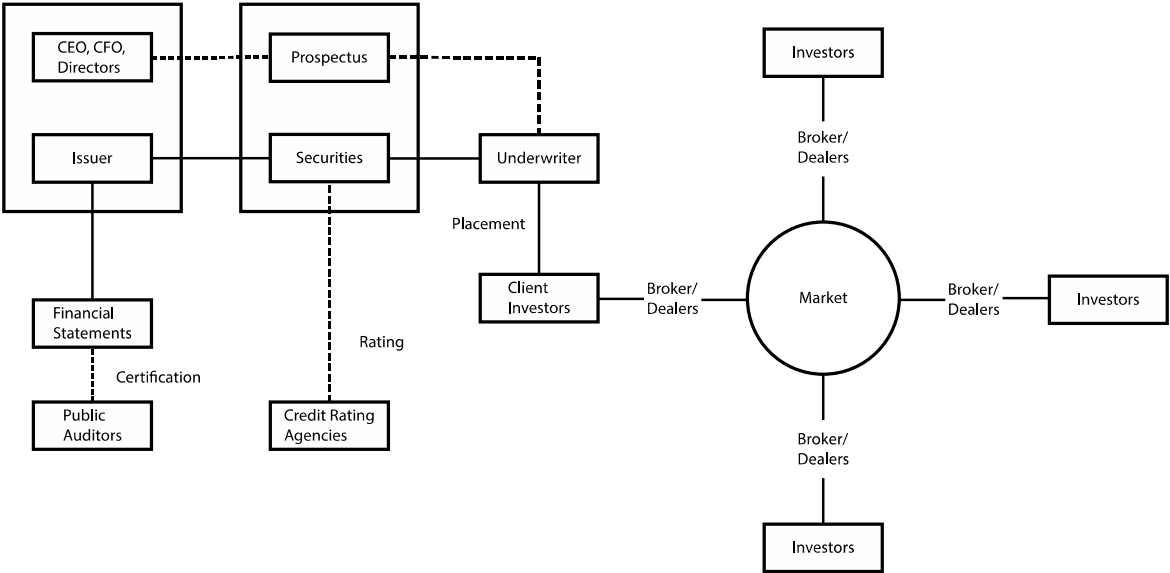 CEO, CFO,
Directors
Prospectus
Investors
Broker/
Dealers
Issuer
Securities
Underwriter
Placement
Client
Investors
Broker/
Dealers
Market
Broker/
Dealers
Investors
Financial
Statements
Rating
Certification
Public
Auditors
Credit Rating
Agencies
Broker/
Dealers
Investors